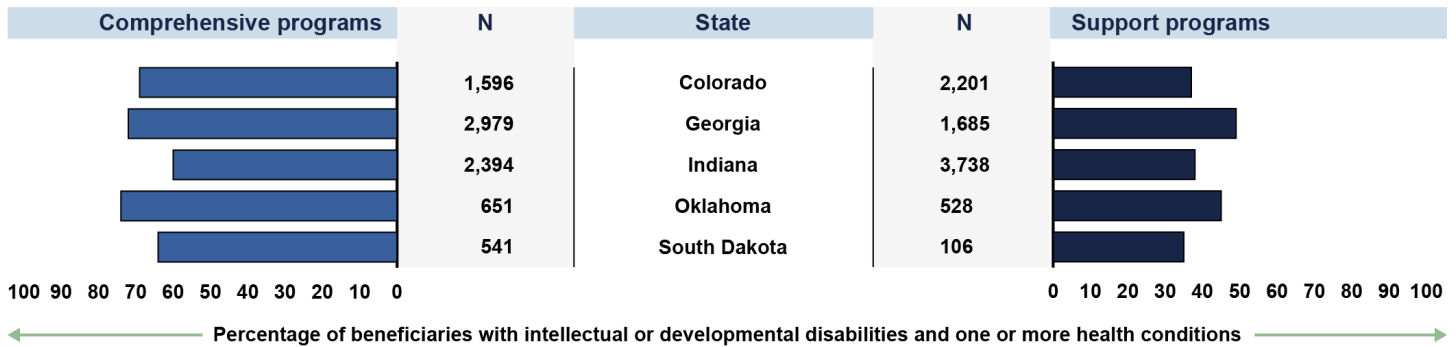 Comprehensive programs N State N Support programs
1,596 Colorado 2,201
2,979 Georgia 1,685
2,394 Indiana 3,738
651 Oklahoma 528
541 South Dakota 106
100 90 80 70 60 50 40 30 20 10 0 0 10 20 30 40 50 60 70 80 90 100
Percentage of beneficiaries with intellectual or developmental disabilities and one or more health conditions